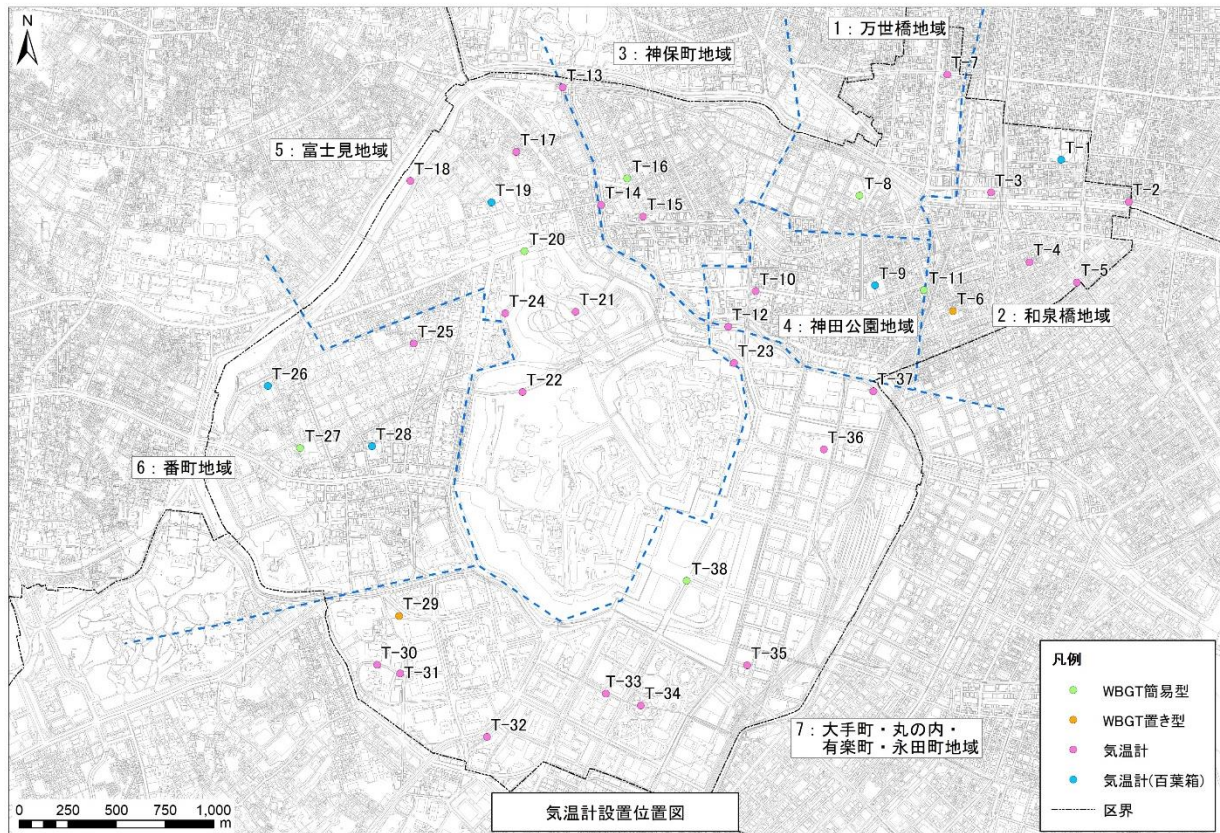 N
1：万世橋地域
3：神保町地域
T-7
T-13
5：富士見地域
T-17
T-16
T-1
T-18
T-19
T-14
T-15
T-8
T-3
T-2
T-20
T-4
T-24
T-21
T-10
T-9
T-11
T-5
T-6
T-12
4：神田公園地域
2：和泉橋地域
T-25
T-23
T-26
T-22
T-37
T-27
T-28
T-36
6：番町地域
T-38
T-29
T-30
T-31
T-35
T-33
T-34
T-32
7：大手町・丸の内・
有楽町・永田町地域
凡例
WBGT簡易型
WBGT置き型
気温計
気温計(百葉箱)
区界
0 250 500 750 1,000
m
気温計設置位置図